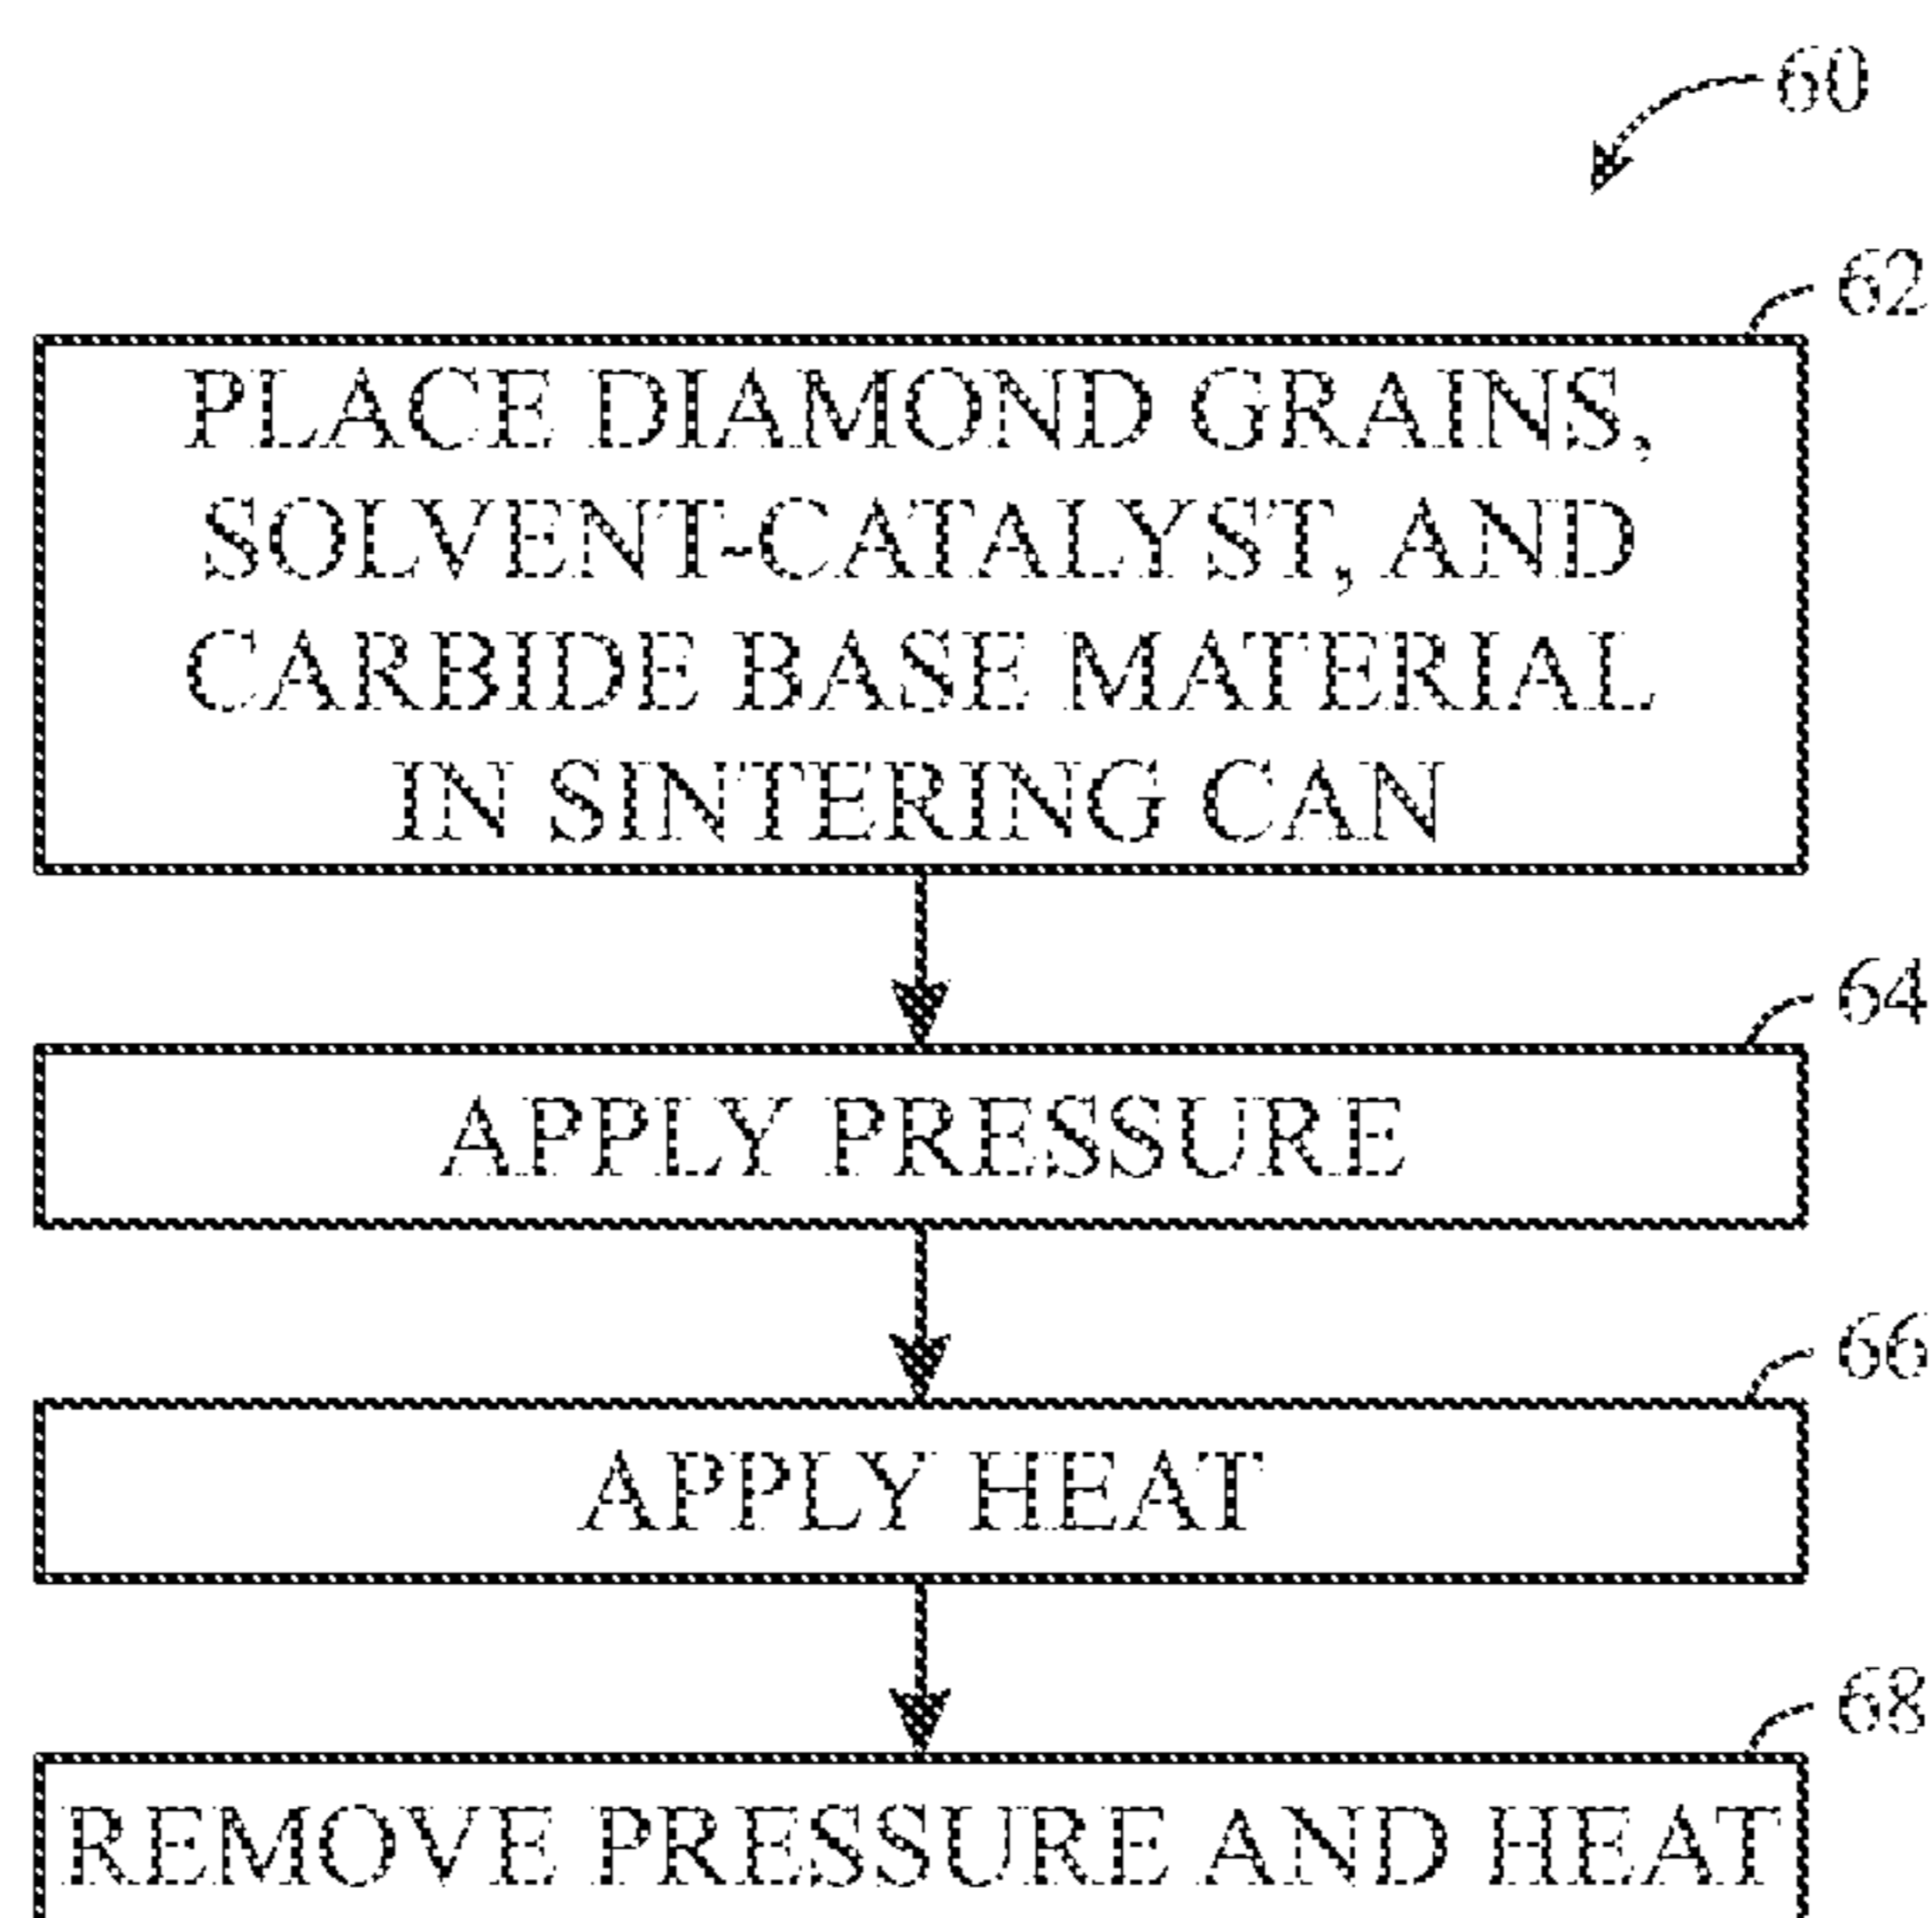 60
62
PLACE DIAMOND GRAINS,
SOLVENT-CATALYST, AND
CARBIDE BASE MATERIAL
IN SINTERING CAN
64
APPLY PRESSURE
66
APPLY HEAT
68
REMOVE PRESSURE AND HEAT